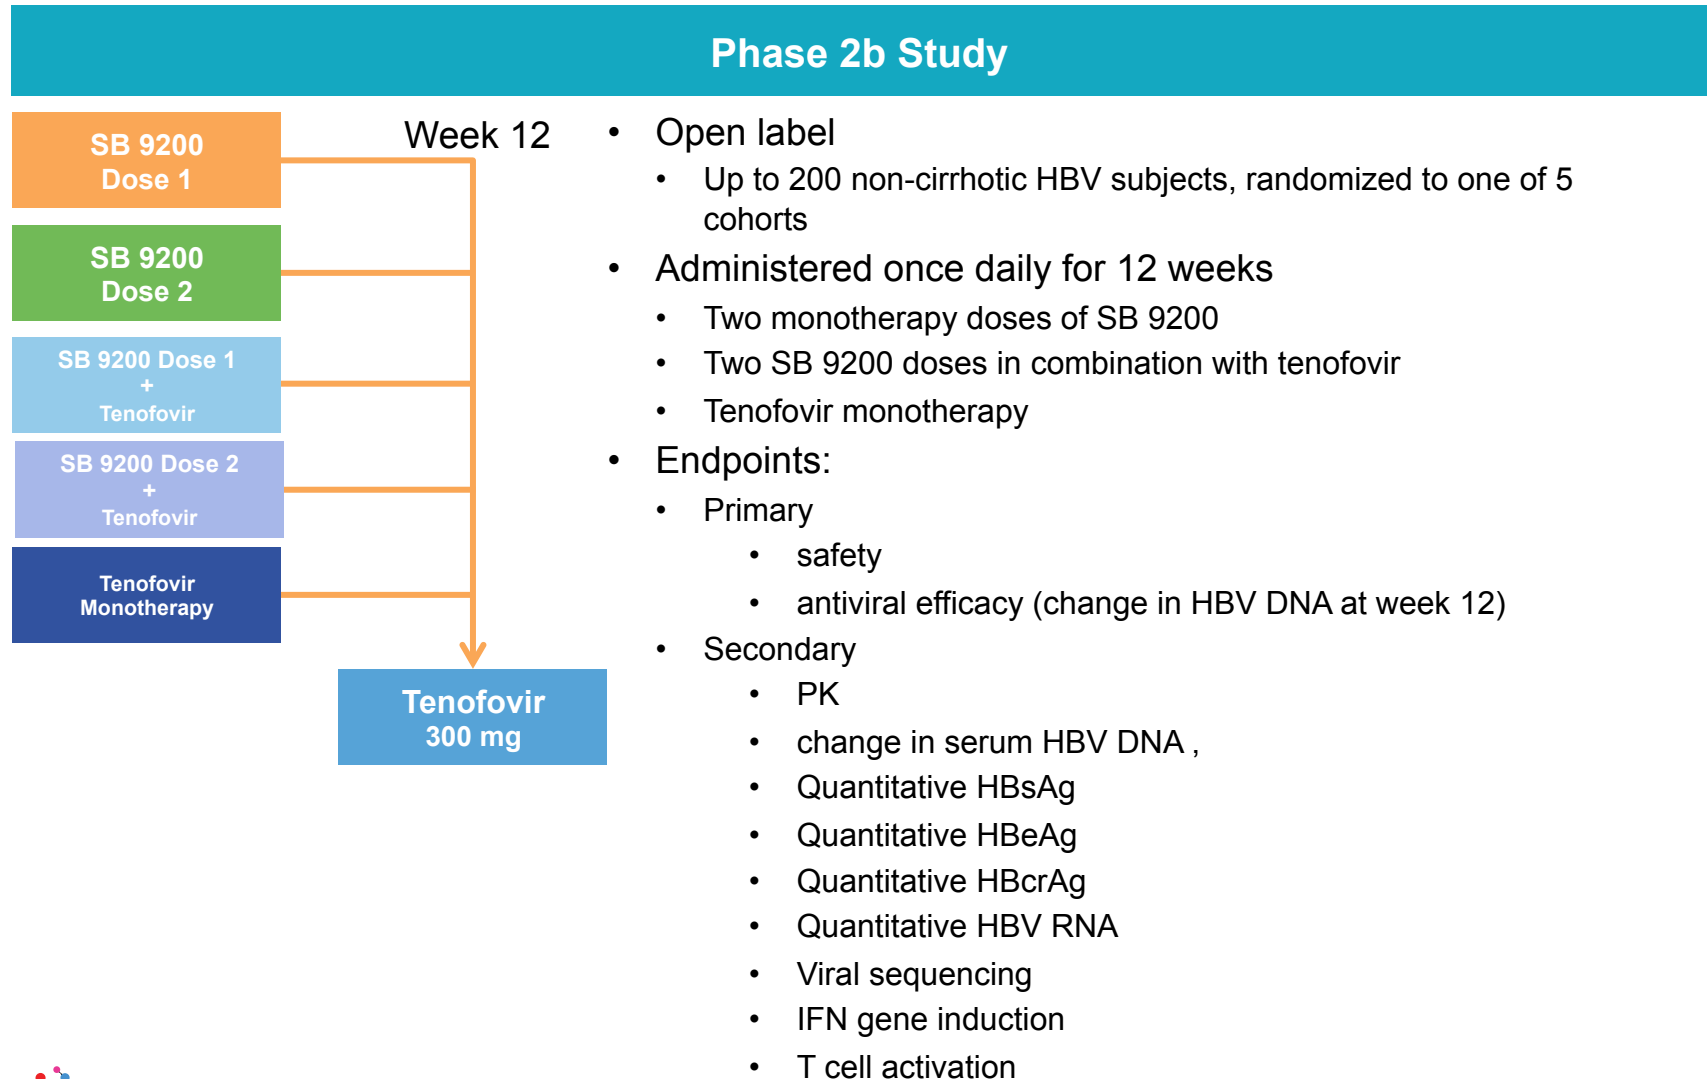 Phase 2b Study
SB 9200
Dose 1
SB 9200
Dose 2
SB 9200 Dose 1
+
Tenofovir
SB 9200 Dose 2
+
Tenofovir
Tenofovir
Monotherapy
Week 12
Tenofovir
300 mg
• Open label
• Up to 200 non-cirrhotic HBV subjects, randomized to one of 5
cohorts
• Administered once daily for 12 weeks
• Two monotherapy doses of SB 9200
• Two SB 9200 doses in combination with tenofovir
• Tenofovir monotherapy
• Endpoints:
• Primary
• safety
• antiviral efficacy (change in HBV DNA at week 12)
• Secondary
• PK
• change in serum HBV DNA ,
• Quantitative HBsAg
• Quantitative HBeAg
• Quantitative HBcrAg
• Quantitative HBV RNA
• Viral sequencing
• IFN gene induction
• T cell activation